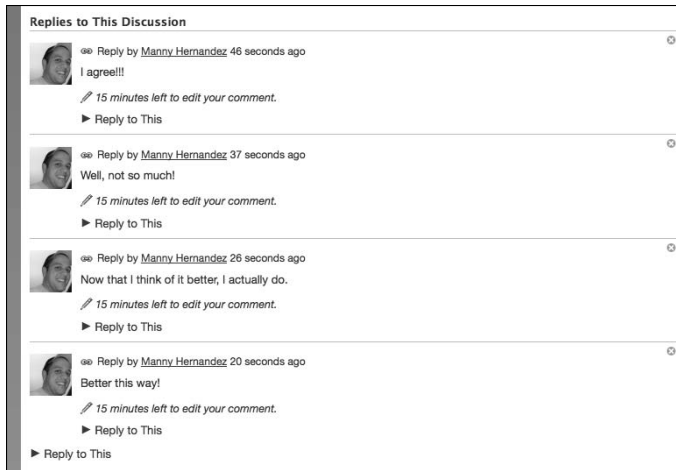 Replies to This Discussion
Reply by Manny Hernandez 46 seconds ago
I agree!!!
15 minutes left to edit your comment.
► Reply to This
Reply by Manny Hernandez 37 seconds ago
Well, not so much!
15 minutes left to edit your comment.
► Reply to This
Reply by Manny Hernandez 26 seconds ago
Now that I think of it better, I actually do.
15 minutes left to edit your comment.
► Reply to This
Reply by Manny Hernandez 20 seconds ago
Better this way!
15 minutes left to edit your comment.
► Reply to This
► Reply to This